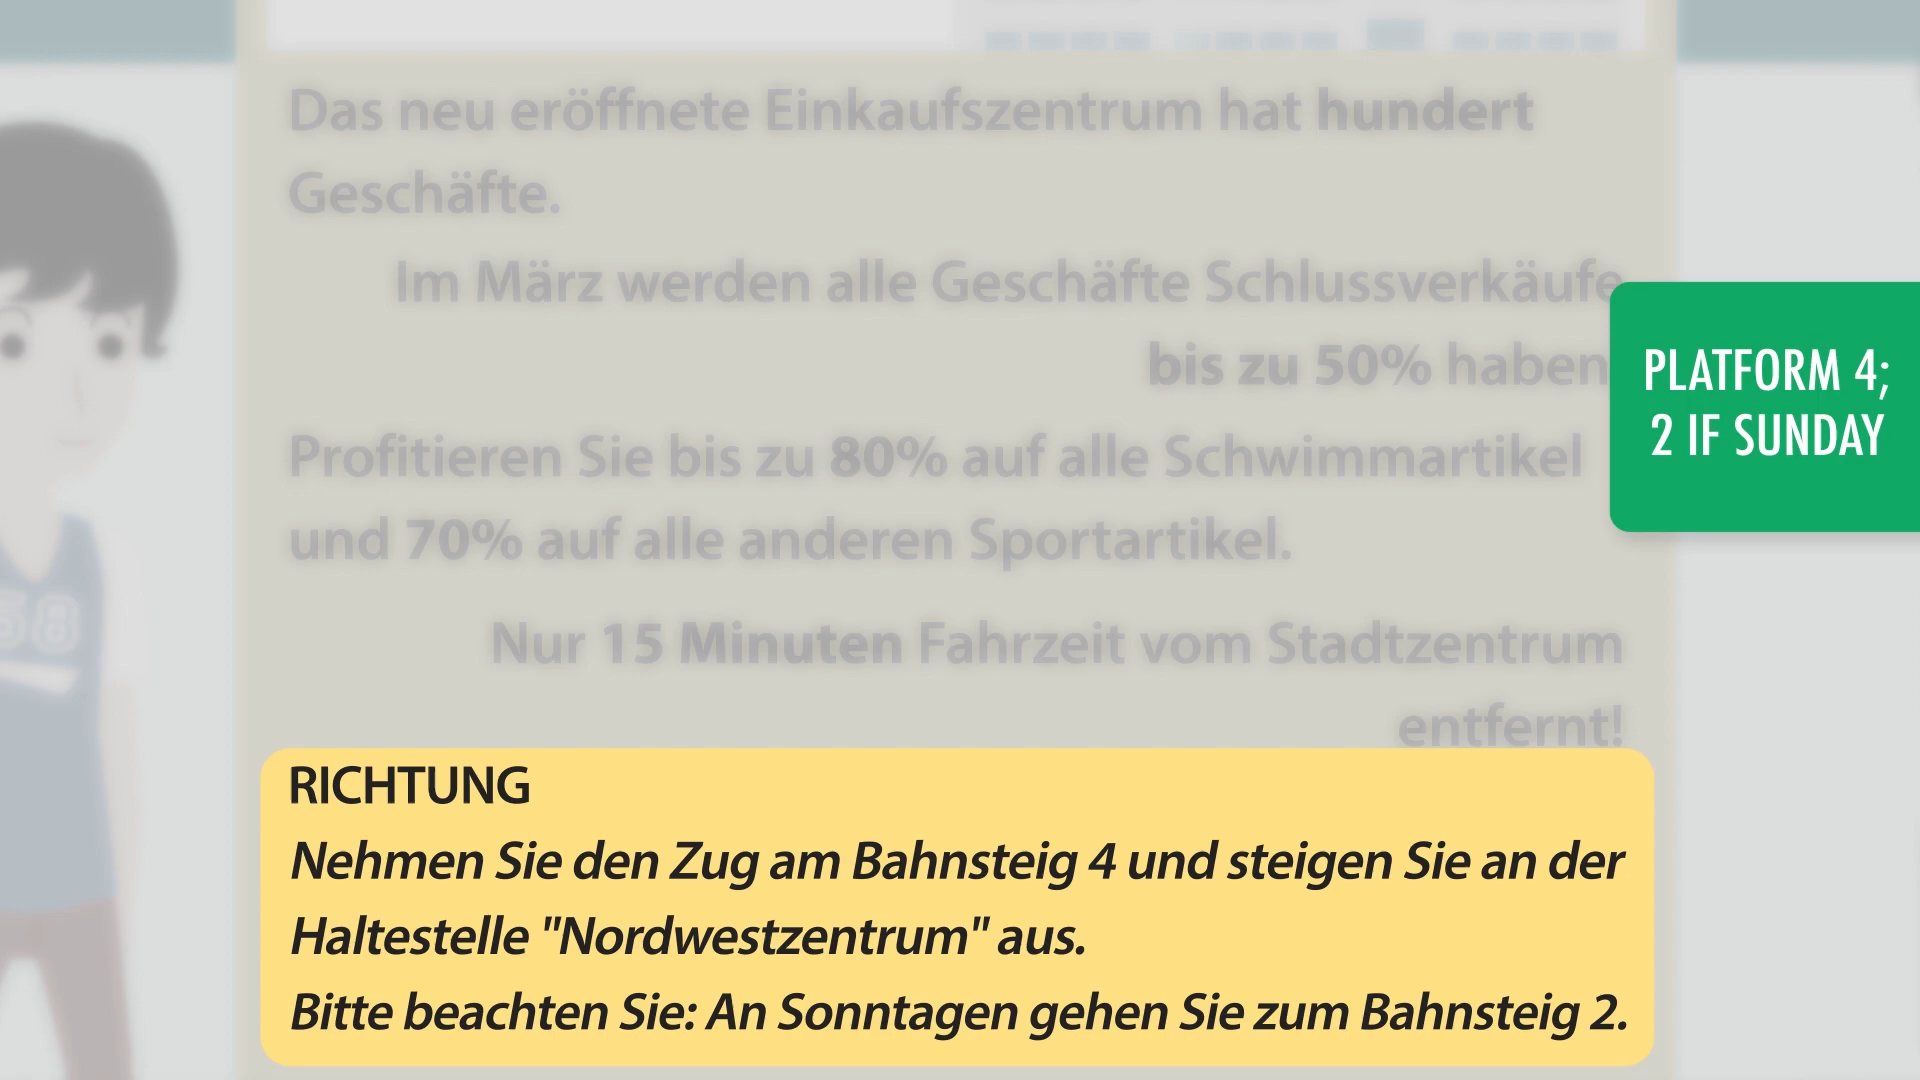 Das neu eröffnete Einkaufszentrum hat hundert
Geschäfte.
Im März werden alle Geschäfte Schlussverkäufe
bis zu 50% haben
Profitieren Sie bis zu 80% auf alle Schwimmartikel
und 70% auf alle anderen Sportartikel.
Nur 15 Minuten Fahrzeit vom Stadtzentrum
entfernt!
PLATFORM 4;
2 IF SUNDAY
58
RICHTUNG
Nehmen Sie den Zug am Bahnsteig 4 und steigen Sie an der
Haltestelle "Nordwestzentrum" aus.
Bitte beachten Sie: An Sonntagen gehen Sie zum Bahnsteig 2.